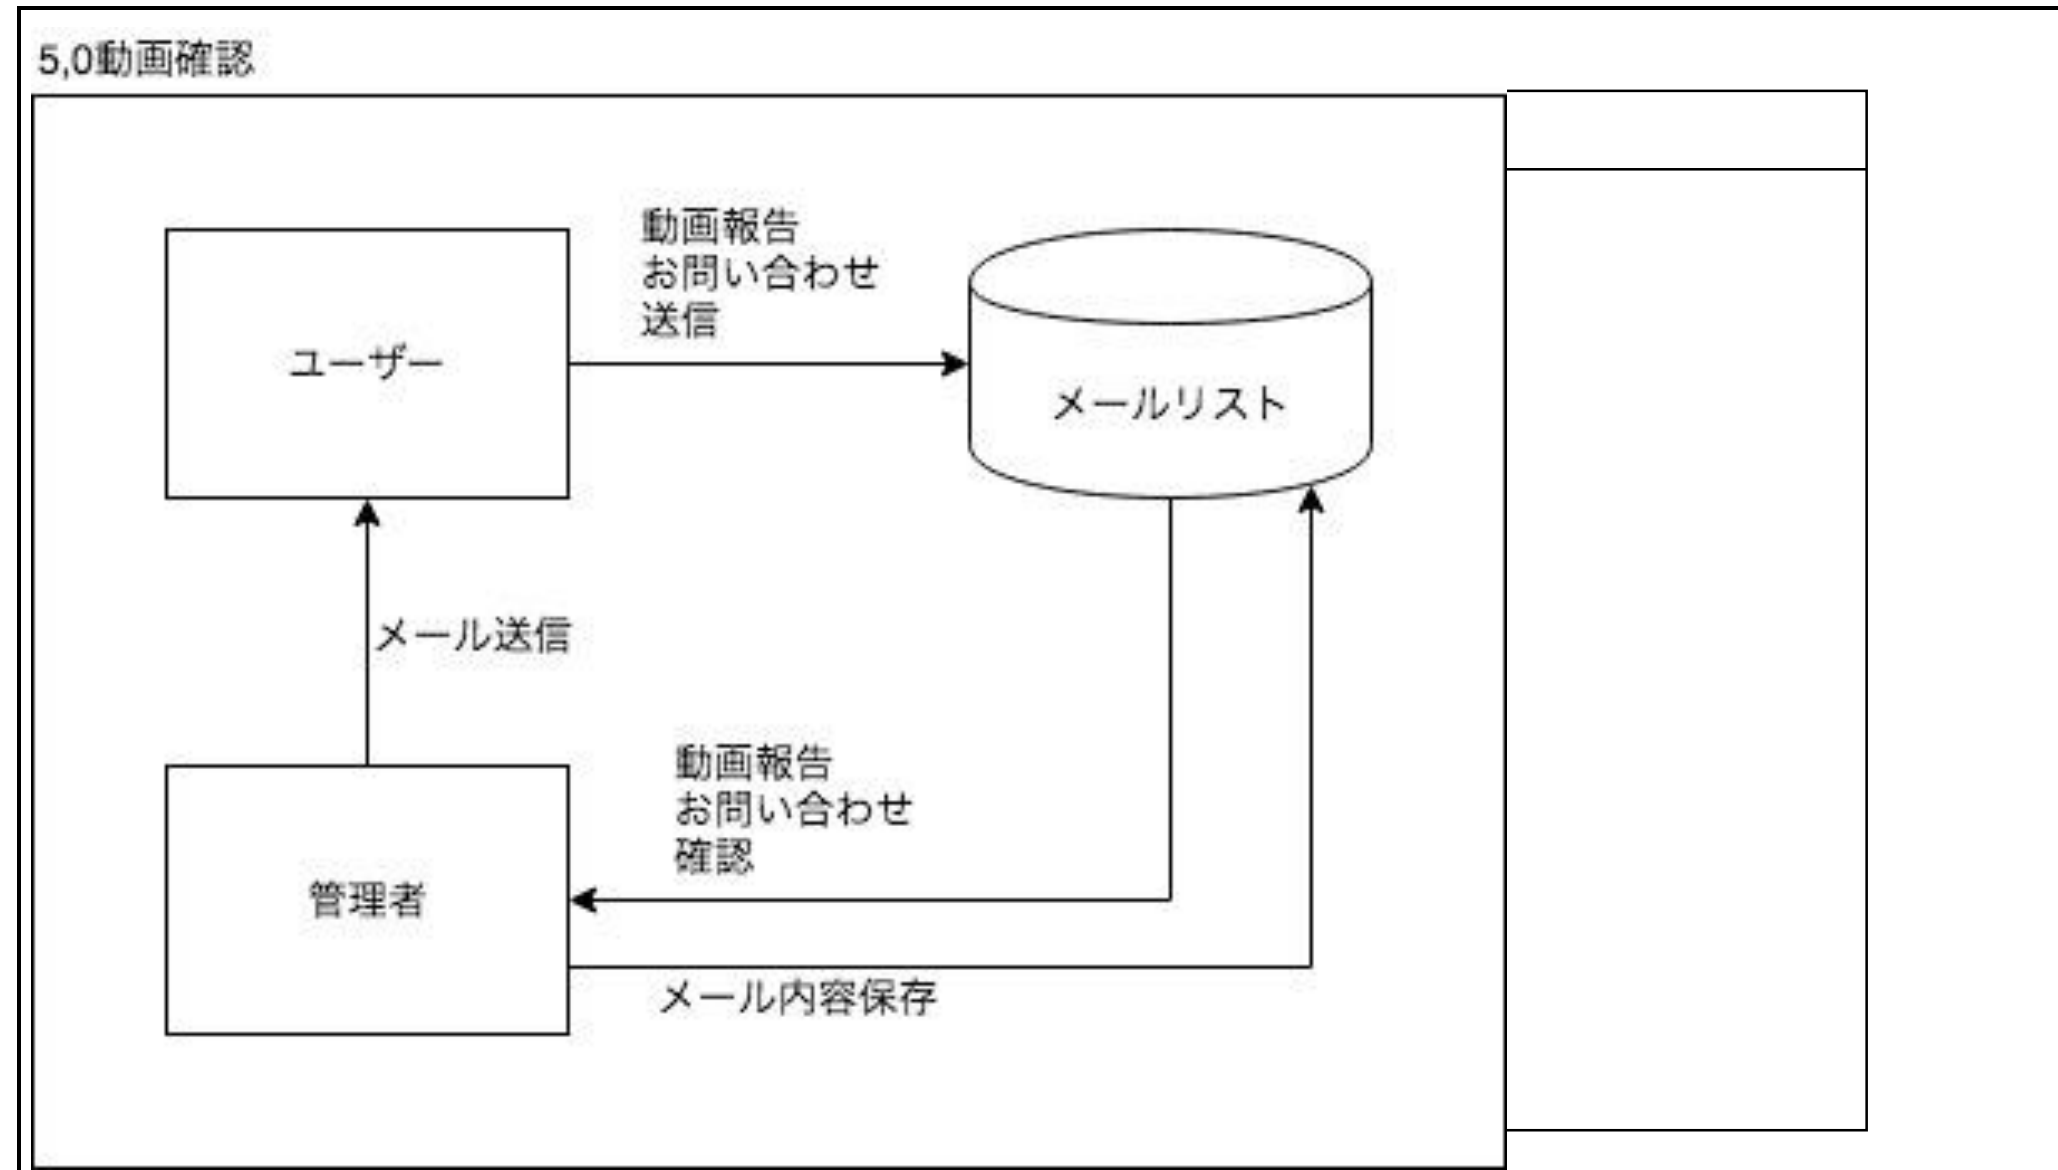 5,0動画確認
動画報告
お問い合わせ
送信
ユーザー
メールリスト
メール送信
動画報告
お問い合わせ
確認
管理者
メール内容保存